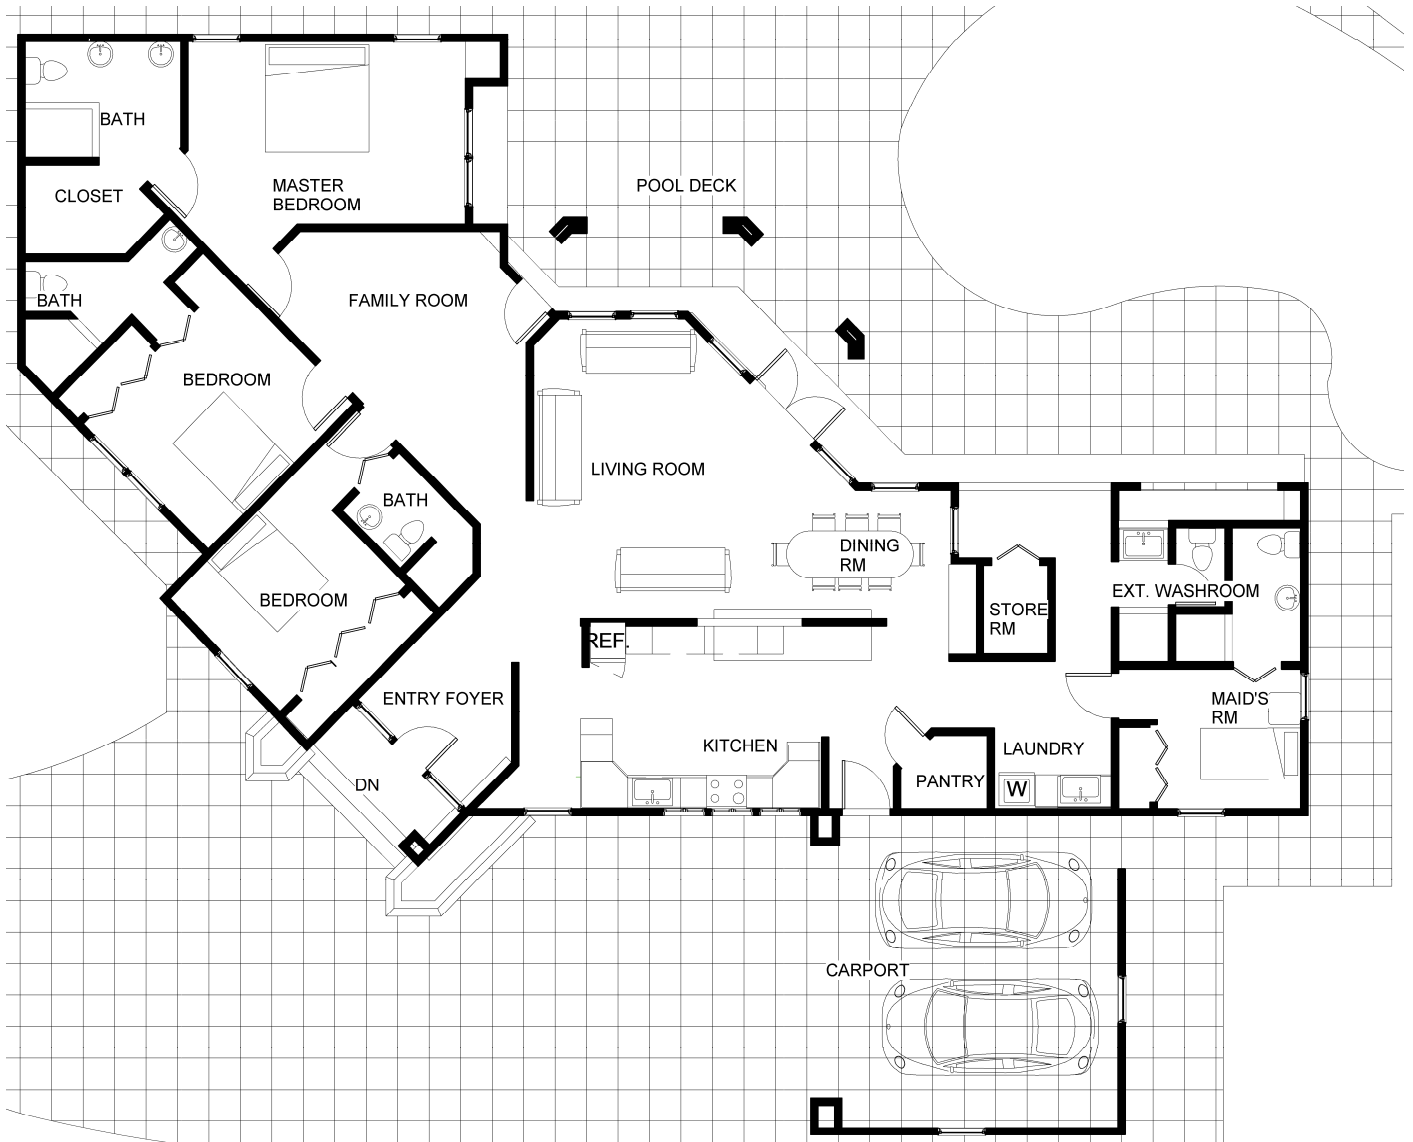 BATH
CLOSET
MASTER
BEDROOM
POOL DECK
BATH
FAMILY ROOM
BEDROOM
LIVING ROOM
BATH
DINING
RM
BEDROOM
STORE
RM
EXT. WASHROOM
REF.
ENTRY FOYER
MAID'S
RM
KITCHEN
LAUNDRY
DN
PANTRY
W
CARPORT